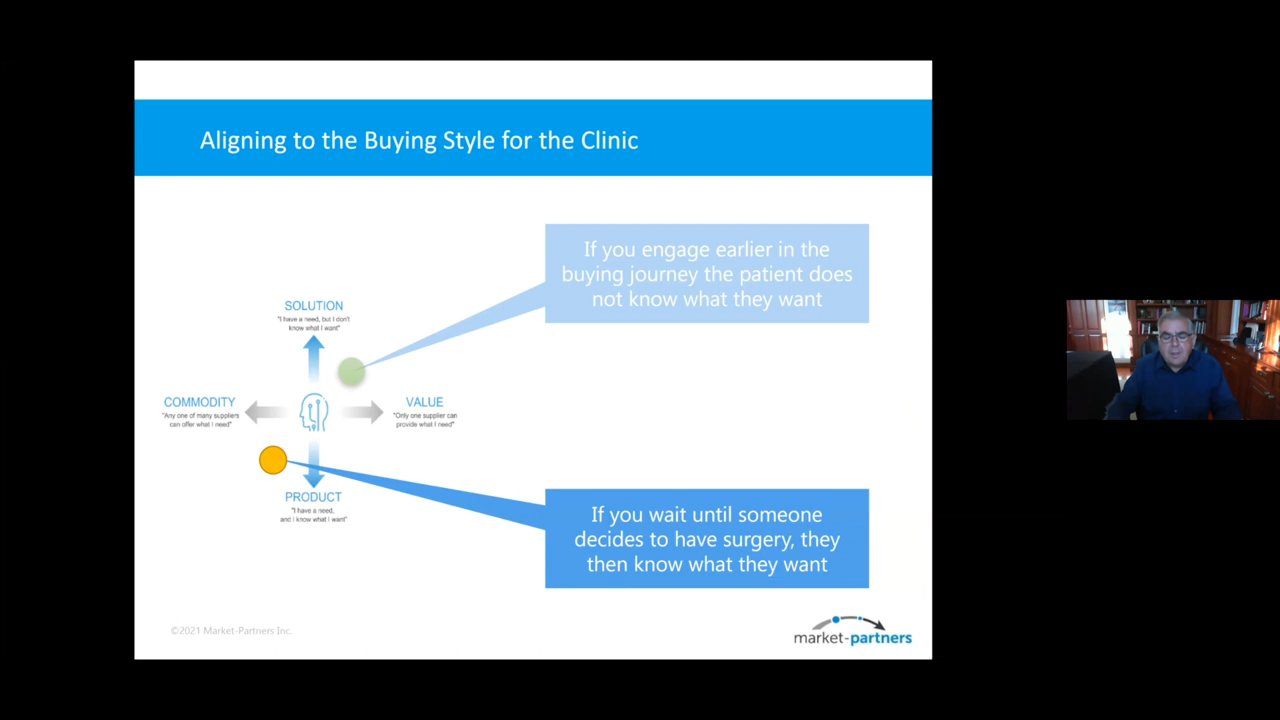 Aligning to the Buying Style for the Clinic
If you engage earlier in the
buying journey the patient does
not know what they want
SOLUTION
"I have a need, but I don't
know what I want"
COMMODITY
"Any one of many suppliers
can offer what I need"
VALUE
"Only one supplier can
provide what I need"
PRODUCT
"I have a need,
and I know what I want"
If you wait until someone
decides to have surgery, they
then know what they want
©2021 Market-Partners Inc.
market-partners